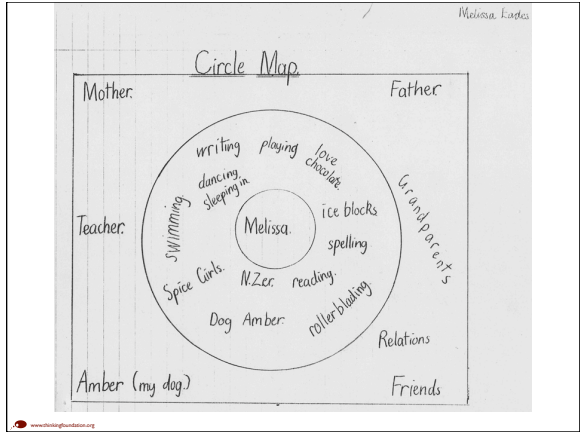 Melissa Eades
Circle Map.
Mother.
Father
writing
playing
love
chocolate.
dancing
sleeping in
swimming
Melissa.
ice blocks
Grandparents
Teacher.
spelling
Spice Girls.
N.Zer.
reading.
rollerblading.
Dog Amber.
Relations
Amber (my dog.)
Friends
www.thinkingfoundation.org